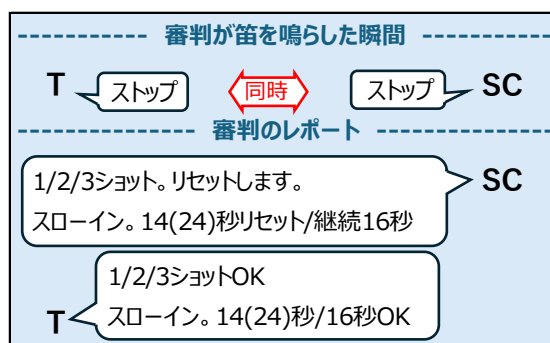 審判が笛を鳴らした瞬間
T ストップ 同時 ストップ SC
審判のレポート
1/2/3ショット。リセットします。 SC
スローイン。14(24)秒リセット/継続16秒
1/2/3ショットOK
T スローイン。14(24)秒/16秒OK